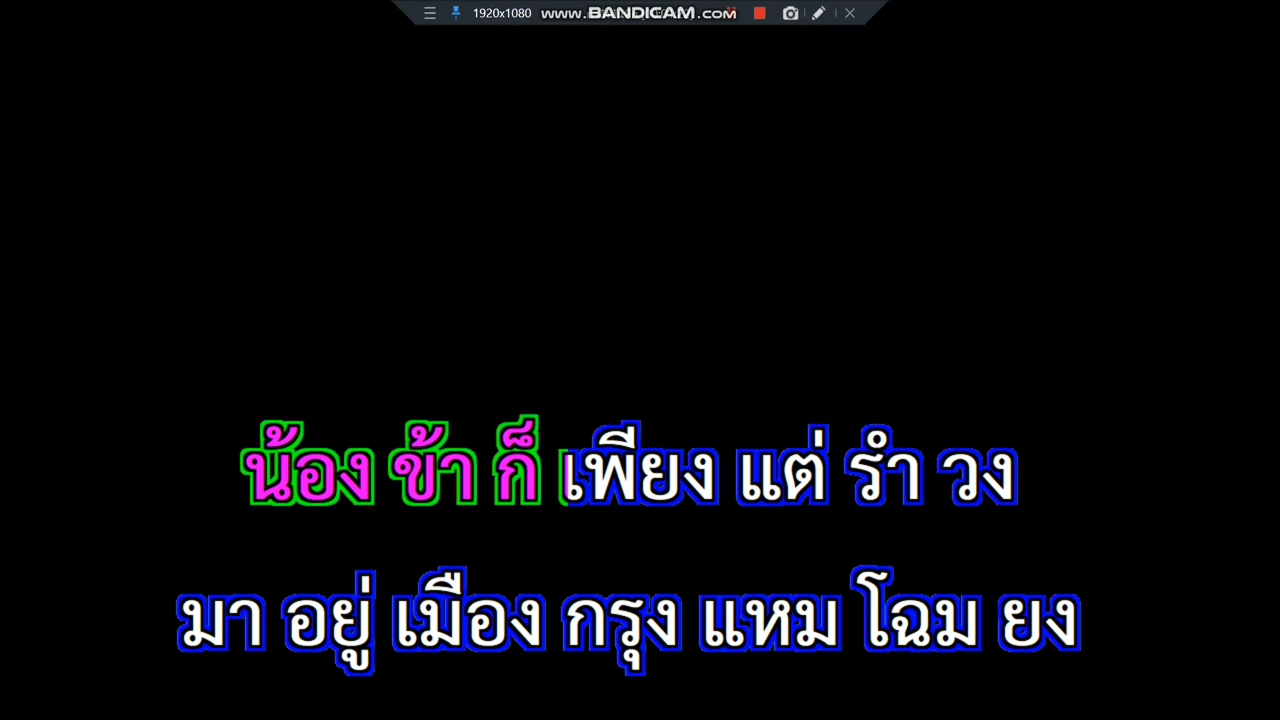 1920x1080 www.BANDICAM.com
น้อง ข้า ก็ เพียง แต่ รำ วง
มา อยู่ เมือง กรุง แหม โฉม ยง